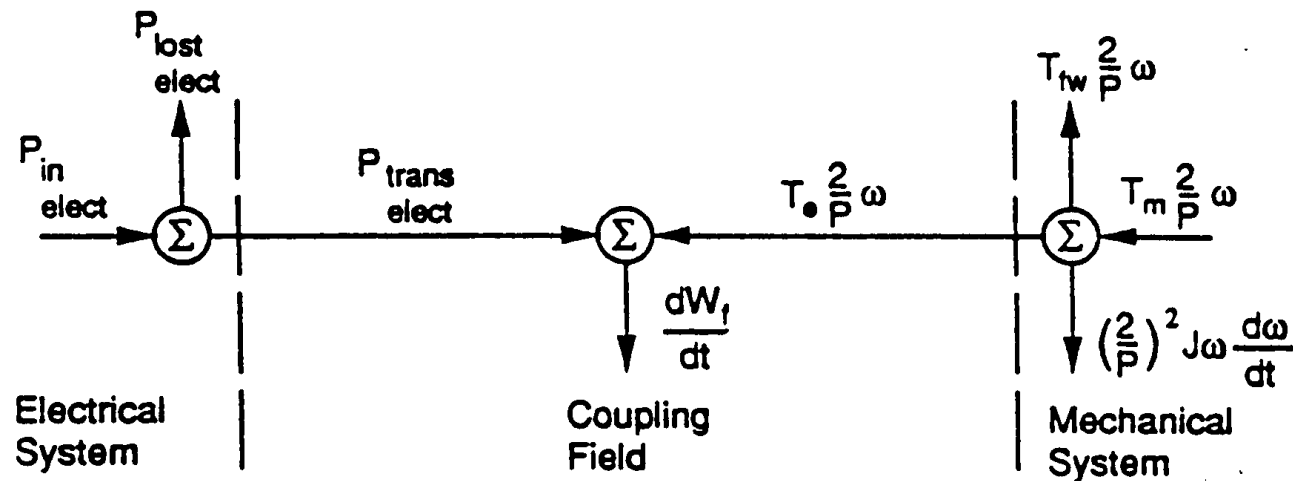 P_lost elect
P_in elect
P_trans elect
T_e 2/P ω
T_fw 2/P ω
T_m 2/P ω
Σ
Σ
Σ
dW_f/dt
(2/P)² Jω dω/dt
Electrical System
Coupling Field
Mechanical System